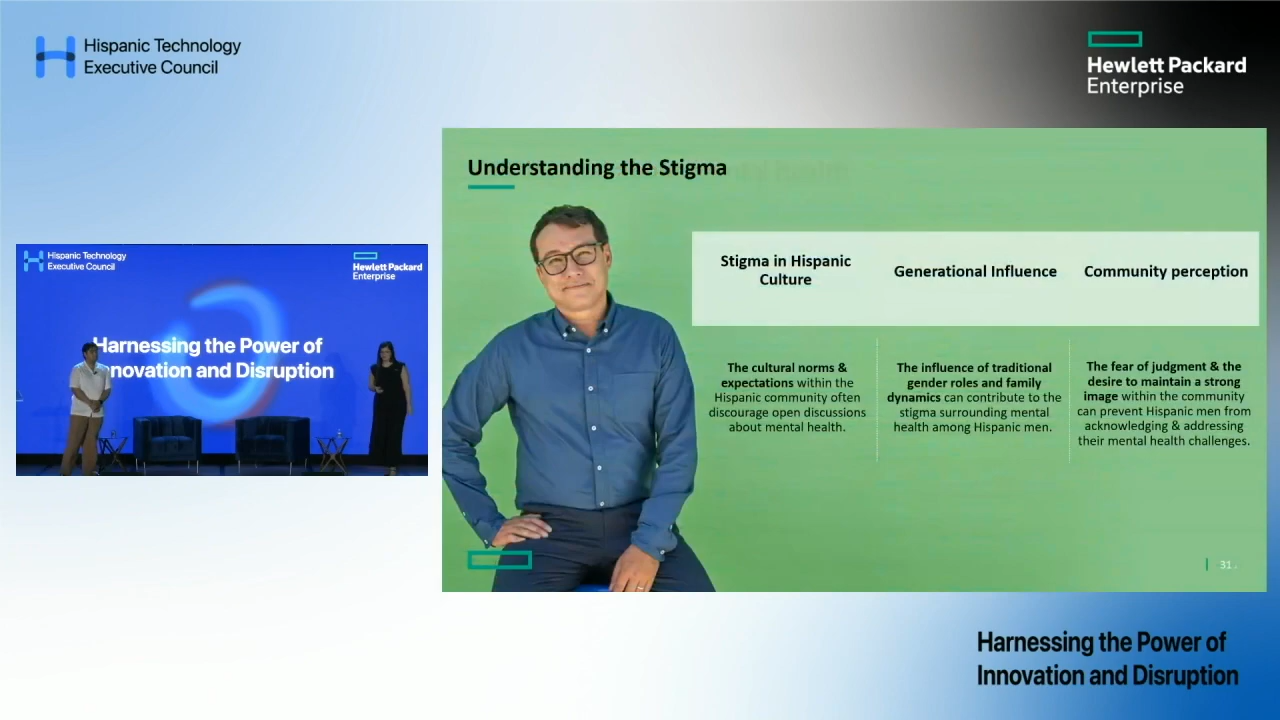 Hispanic Technology
Executive Council
Hewlett Packard
Enterprise
Understanding the Stigma
Stigma in Hispanic
Culture
Generational Influence
Community perception
The cultural norms &
expectations within the
Hispanic community often
discourage open discussions
about mental health.
The influence of traditional
gender roles and family
dynamics can contribute to the
stigma surrounding mental
health among Hispanic men.
The fear of judgment & the
desire to maintain a strong
image within the community
can prevent Hispanic men from
acknowledging & addressing
their mental health challenges.
31
Hispanic Technology
Executive Council
Hewlett Packard
Enterprise
Harnessing the Power of
nnovation and Disruption
Harnessing the Power of
Innovation and Disruption